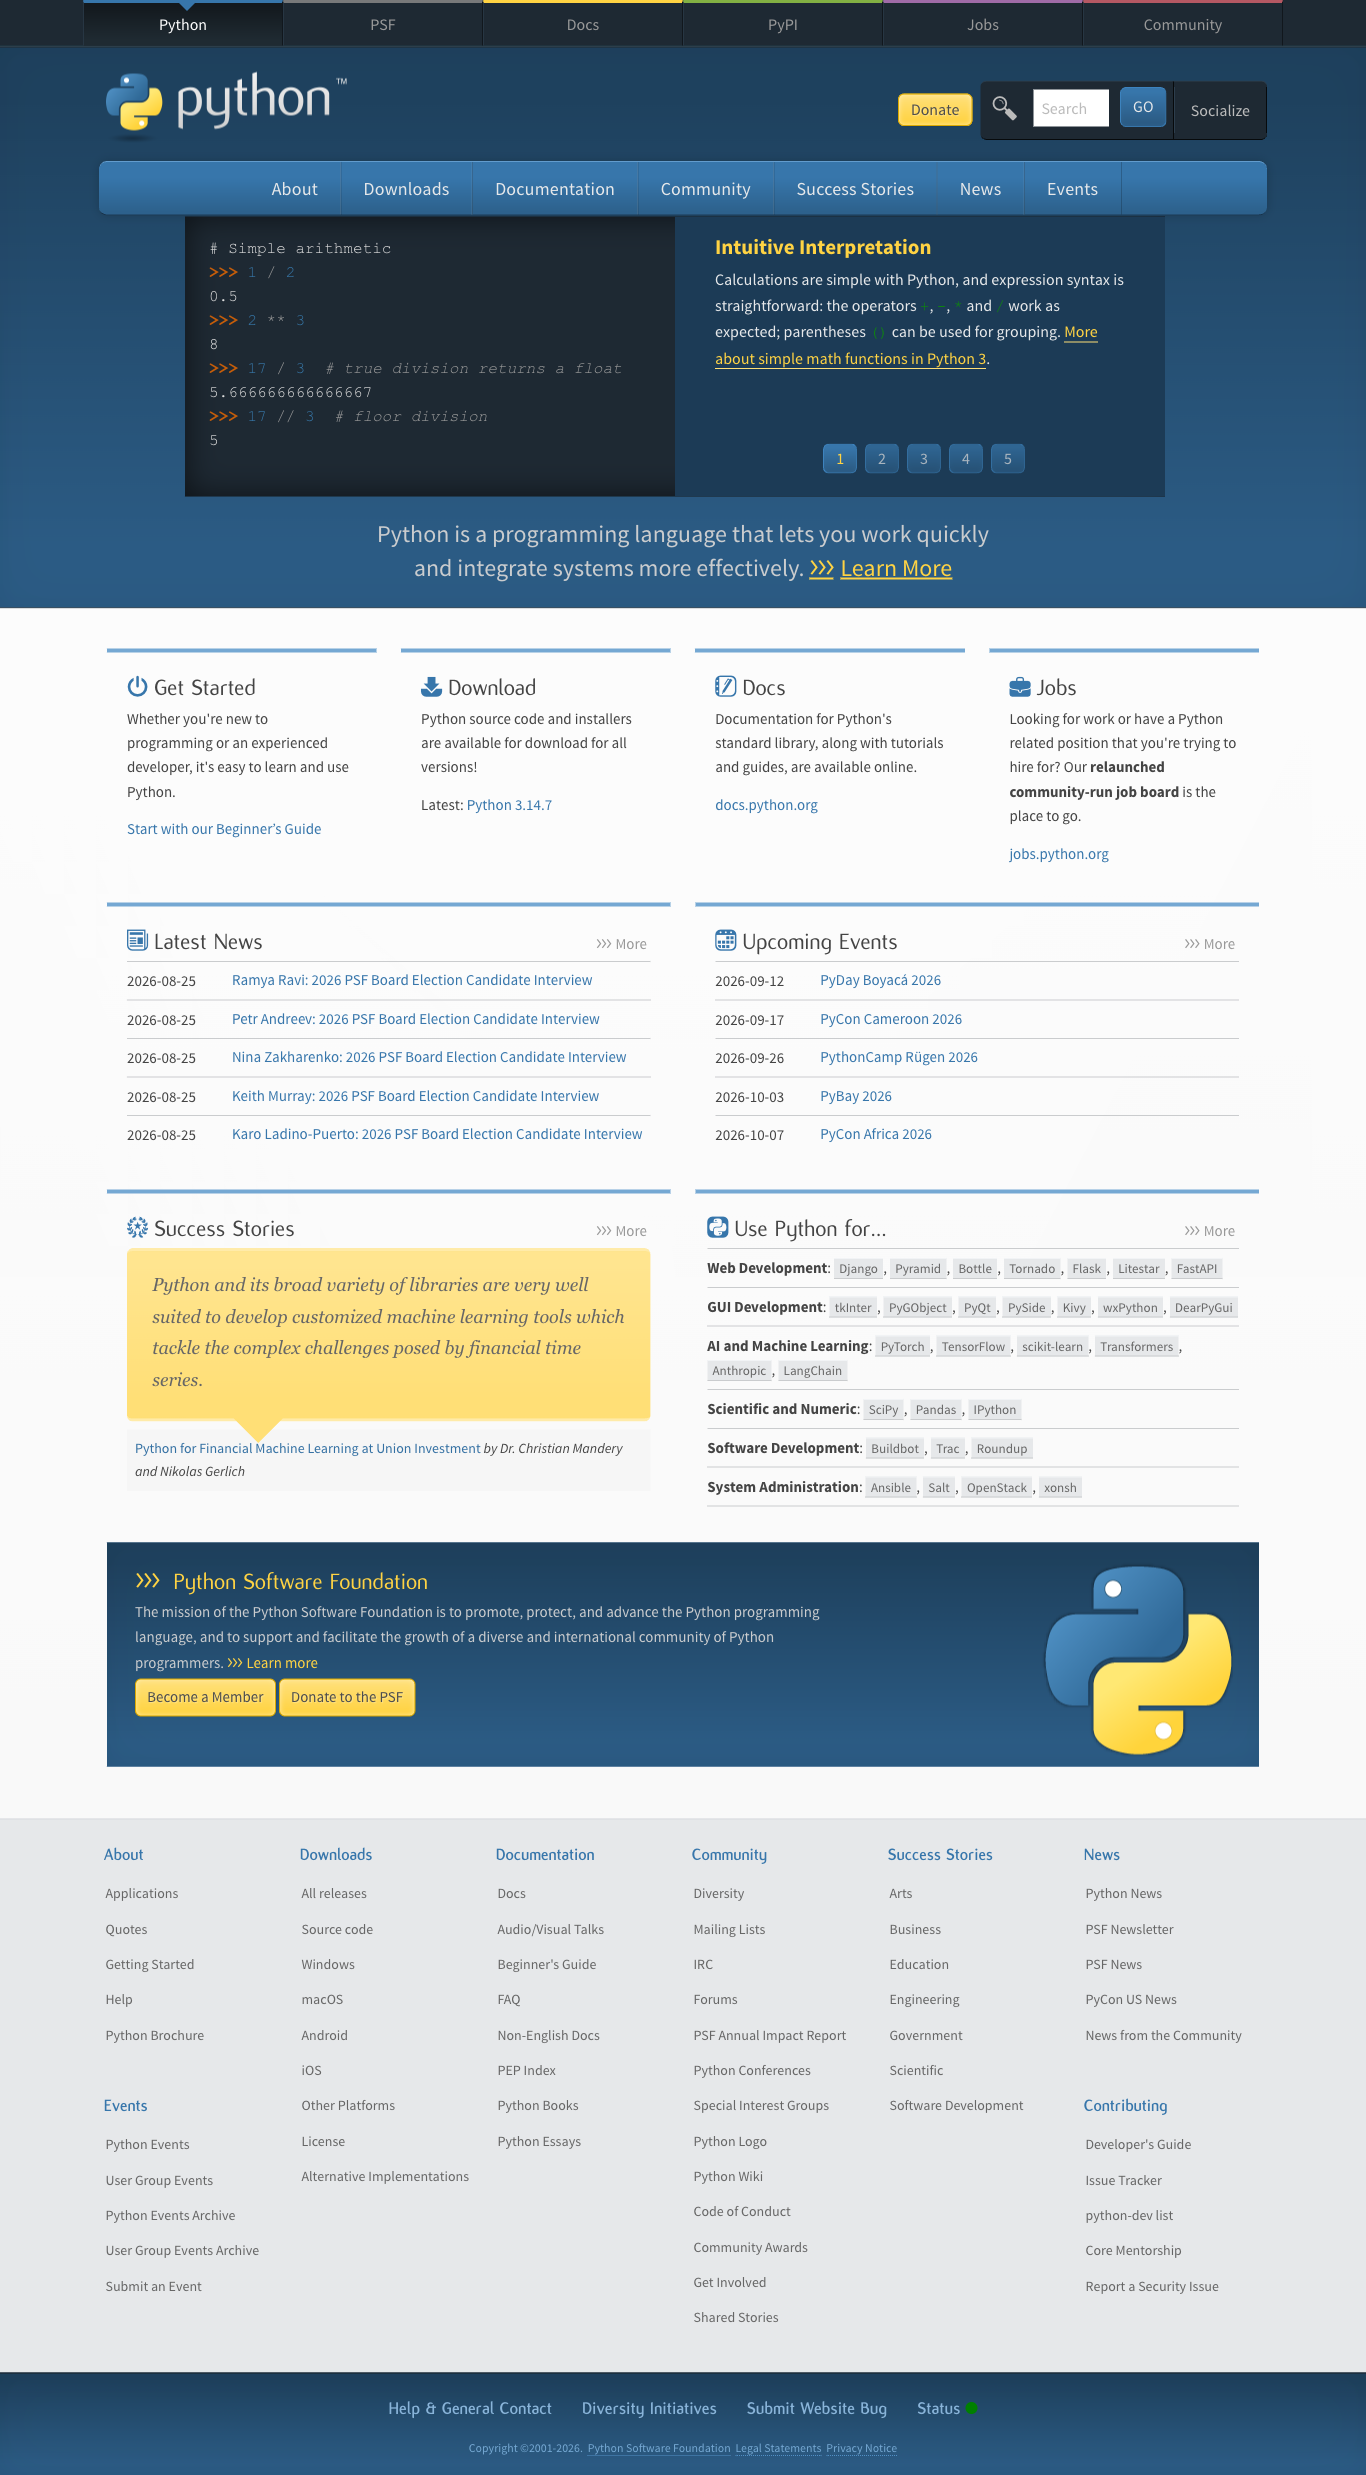 Python PSF Docs PyPI Jobs Community
python™
Donate Search GO Socialize
About Downloads Documentation Community Success Stories News Events
# Simple arithmetic
>>> 1 / 2
0.5
>>> 2 ** 3
8
>>> 17 / 3  # true division returns a float
5.666666666666667
>>> 17 // 3  # floor division
5
Intuitive Interpretation
Calculations are simple with Python, and expression syntax is
straightforward: the operators +, -, * and / work as
expected; parentheses () can be used for grouping. More
about simple math functions in Python 3.
1 2 3 4 5
Python is a programming language that lets you work quickly
and integrate systems more effectively. >>> Learn More
Get Started
Whether you're new to
programming or an experienced
developer, it's easy to learn and use
Python.
Start with our Beginner’s Guide
Download
Python source code and installers
are available for download for all
versions!
Latest: Python 3.14.7
Docs
Documentation for Python's
standard library, along with tutorials
and guides, are available online.
docs.python.org
Jobs
Looking for work or have a Python
related position that you're trying to
hire for? Our relaunched
community-run job board is the
place to go.
jobs.python.org
Latest News
>>> More
2026-08-25 Ramya Ravi: 2026 PSF Board Election Candidate Interview
2026-08-25 Petr Andreev: 2026 PSF Board Election Candidate Interview
2026-08-25 Nina Zakharenko: 2026 PSF Board Election Candidate Interview
2026-08-25 Keith Murray: 2026 PSF Board Election Candidate Interview
2026-08-25 Karo Ladino-Puerto: 2026 PSF Board Election Candidate Interview
Upcoming Events
>>> More
2026-09-12 PyDay Boyacá 2026
2026-09-17 PyCon Cameroon 2026
2026-09-26 PythonCamp Rügen 2026
2026-10-03 PyBay 2026
2026-10-07 PyCon Africa 2026
Success Stories
>>> More
Python and its broad variety of libraries are very well
suited to develop customized machine learning tools which
tackle the complex challenges posed by financial time
series.
Python for Financial Machine Learning at Union Investment by Dr. Christian Mandery
and Nikolas Gerlich
Use Python for…
>>> More
Web Development: Django , Pyramid , Bottle , Tornado , Flask , Litestar , FastAPI
GUI Development: tkInter , PyGObject , PyQt , PySide , Kivy , wxPython , DearPyGui
AI and Machine Learning: PyTorch , TensorFlow , scikit-learn , Transformers ,
Anthropic , LangChain
Scientific and Numeric: SciPy , Pandas , IPython
Software Development: Buildbot , Trac , Roundup
System Administration: Ansible , Salt , OpenStack , xonsh
>>> Python Software Foundation
The mission of the Python Software Foundation is to promote, protect, and advance the Python programming
language, and to support and facilitate the growth of a diverse and international community of Python
programmers. >>> Learn more
Become a Member Donate to the PSF
About
Applications
Quotes
Getting Started
Help
Python Brochure
Events
Python Events
User Group Events
Python Events Archive
User Group Events Archive
Submit an Event
Downloads
All releases
Source code
Windows
macOS
Android
iOS
Other Platforms
License
Alternative Implementations
Documentation
Docs
Audio/Visual Talks
Beginner's Guide
FAQ
Non-English Docs
PEP Index
Python Books
Python Essays
Community
Diversity
Mailing Lists
IRC
Forums
PSF Annual Impact Report
Python Conferences
Special Interest Groups
Python Logo
Python Wiki
Code of Conduct
Community Awards
Get Involved
Shared Stories
Success Stories
Arts
Business
Education
Engineering
Government
Scientific
Software Development
News
Python News
PSF Newsletter
PSF News
PyCon US News
News from the Community
Contributing
Developer's Guide
Issue Tracker
python-dev list
Core Mentorship
Report a Security Issue
Help & General Contact Diversity Initiatives Submit Website Bug Status
Copyright ©2001-2026. Python Software Foundation Legal Statements Privacy Notice